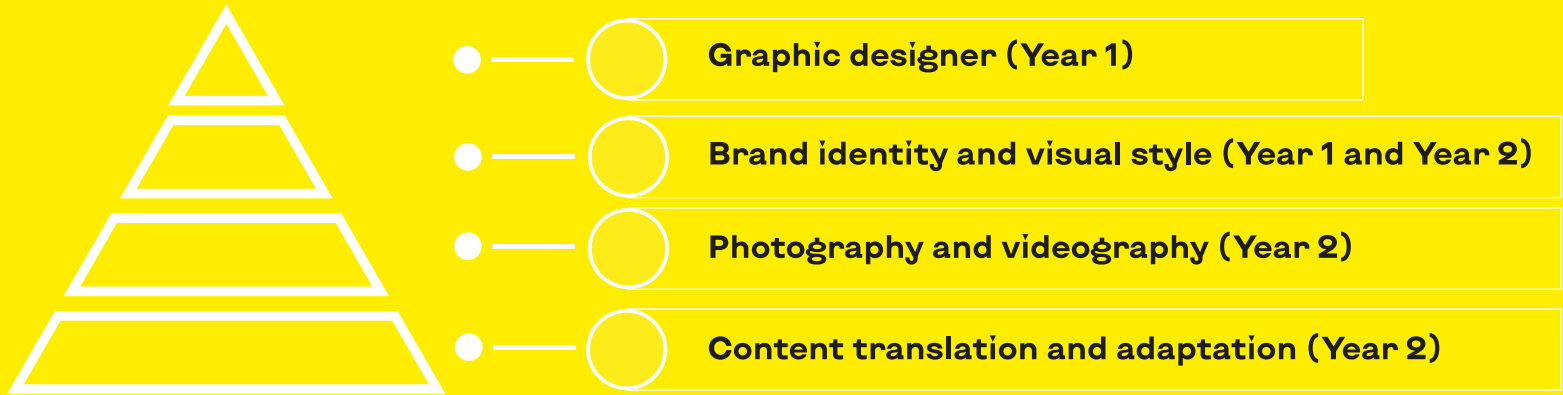 Graphic designer (Year 1)
Brand identity and visual style (Year 1 and Year 2)
Photography and videography (Year 2)
Content translation and adaptation (Year 2)